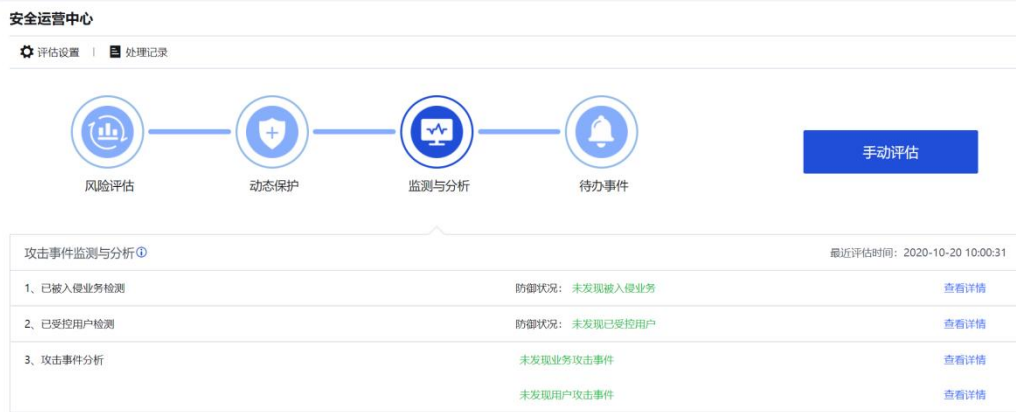 安全运营中心
评估设置 | 处理记录
风险评估 动态保护 监测与分析 待办事件
手动评估
攻击事件监测与分析 最近评估时间：2020-10-20 10:00:31
1、已被入侵业务检测 防御状况：未发现被入侵业务 查看详情
2、已受控用户检测 防御状况：未发现已受控用户 查看详情
3、攻击事件分析 未发现业务攻击事件 查看详情
未发现用户攻击事件 查看详情